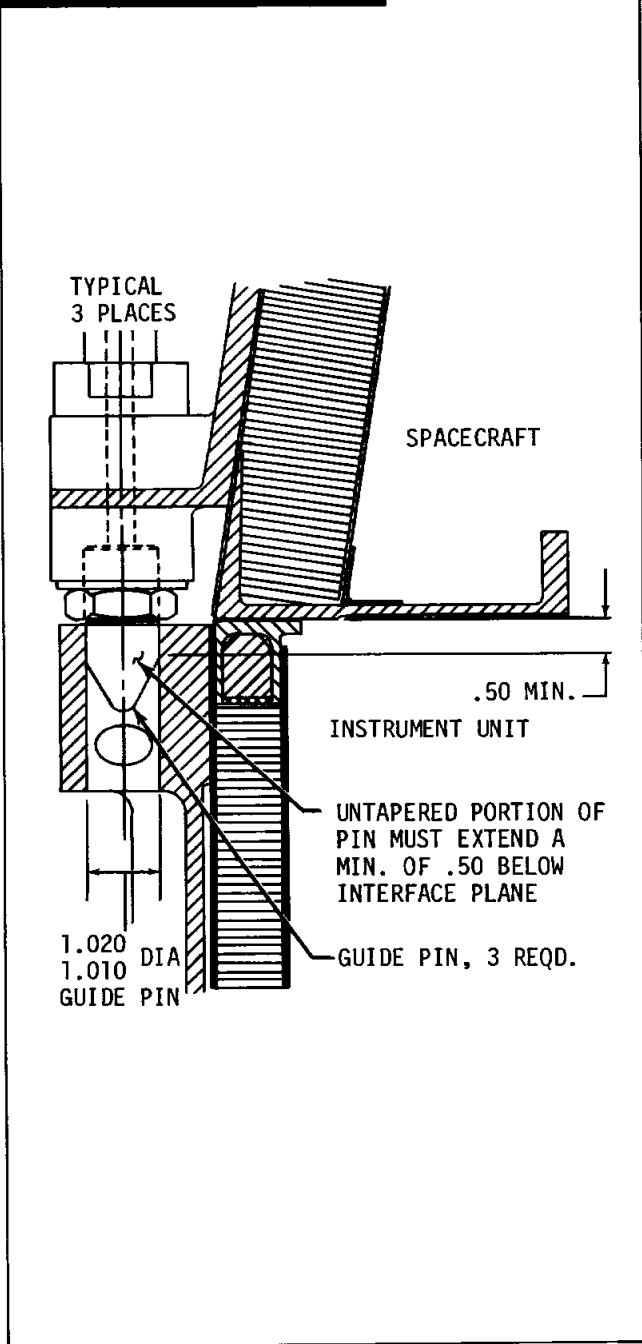 TYPICAL
3 PLACES
SPACECRAFT
.50 MIN.
INSTRUMENT UNIT
UNTAPERED PORTION OF
PIN MUST EXTEND A
MIN. OF .50 BELOW
INTERFACE PLANE
GUIDE PIN, 3 REQD.
1.020
1.010 DIA
GUIDE PIN